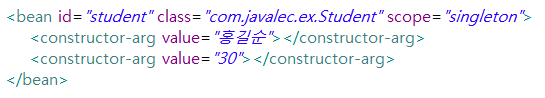 <bean id="student" class="com.javalec.ex.Student" scope="singleton">
<constructor-arg value="홍길순"></constructor-arg>
<constructor-arg value="30"></constructor-arg>
</bean>